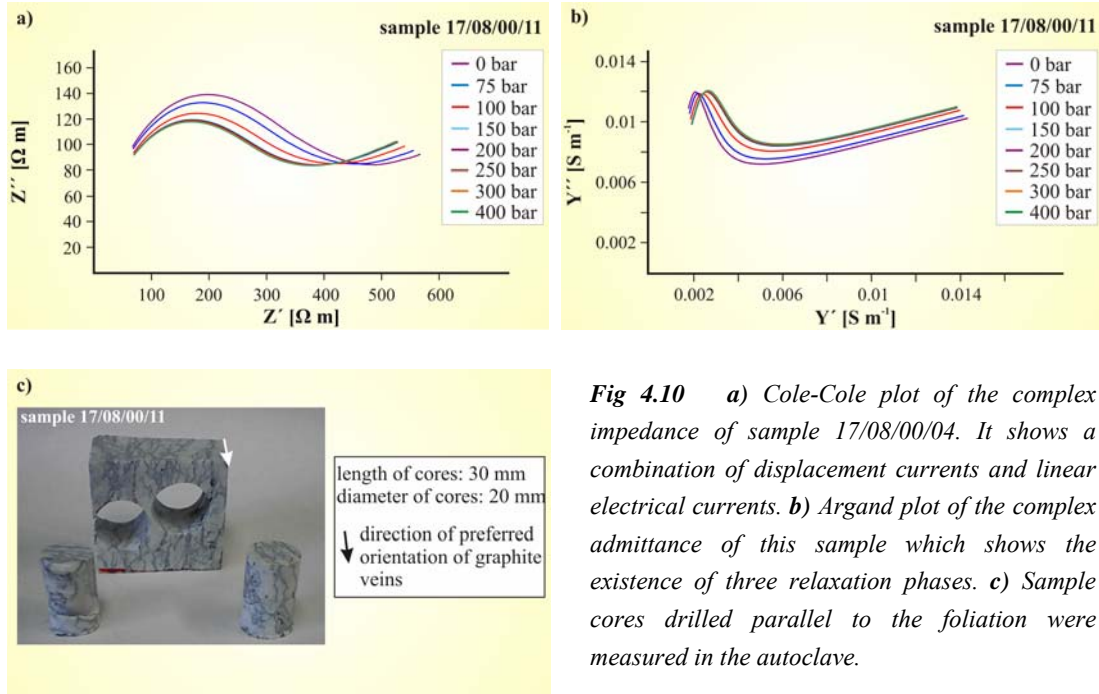 a)
sample 17/08/00/11
160
140
120
100
80
60
40
20
Z´´ [Ω m]
100 200 300 400 500 600
Z´ [Ω m]
0 bar
75 bar
100 bar
150 bar
200 bar
250 bar
300 bar
400 bar
b)
sample 17/08/00/11
0.014
0.01
0.006
0.002
Y´´ [S m⁻¹]
0.002 0.006 0.01 0.014
Y´ [S m⁻¹]
0 bar
75 bar
100 bar
150 bar
200 bar
250 bar
300 bar
400 bar
c)
sample 17/08/00/11
length of cores: 30 mm
diameter of cores: 20 mm
direction of preferred
orientation of graphite
veins
Fig 4.10 a) Cole-Cole plot of the complex
impedance of sample 17/08/00/04. It shows a
combination of displacement currents and linear
electrical currents. b) Argand plot of the complex
admittance of this sample which shows the
existence of three relaxation phases. c) Sample
cores drilled parallel to the foliation were
measured in the autoclave.